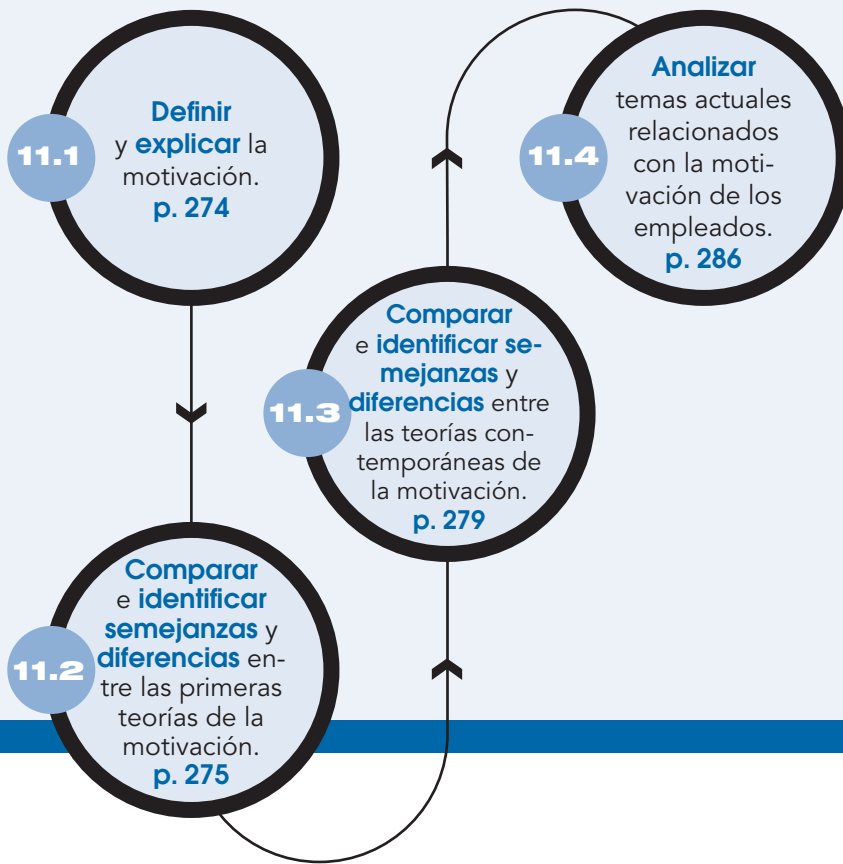 11.1
Definir
y explicar la
motivación.
p. 274
11.2
Comparar
e identificar
semejanzas y
diferencias en-
tre las primeras
teorías de la
motivación.
p. 275
11.3
Comparar
e identificar se-
mejanzas y
diferencias entre
las teorías con-
temporáneas de
la motivación.
p. 279
11.4
Analizar
temas actuales
relacionados
con la moti-
vación de los
empleados.
p. 286